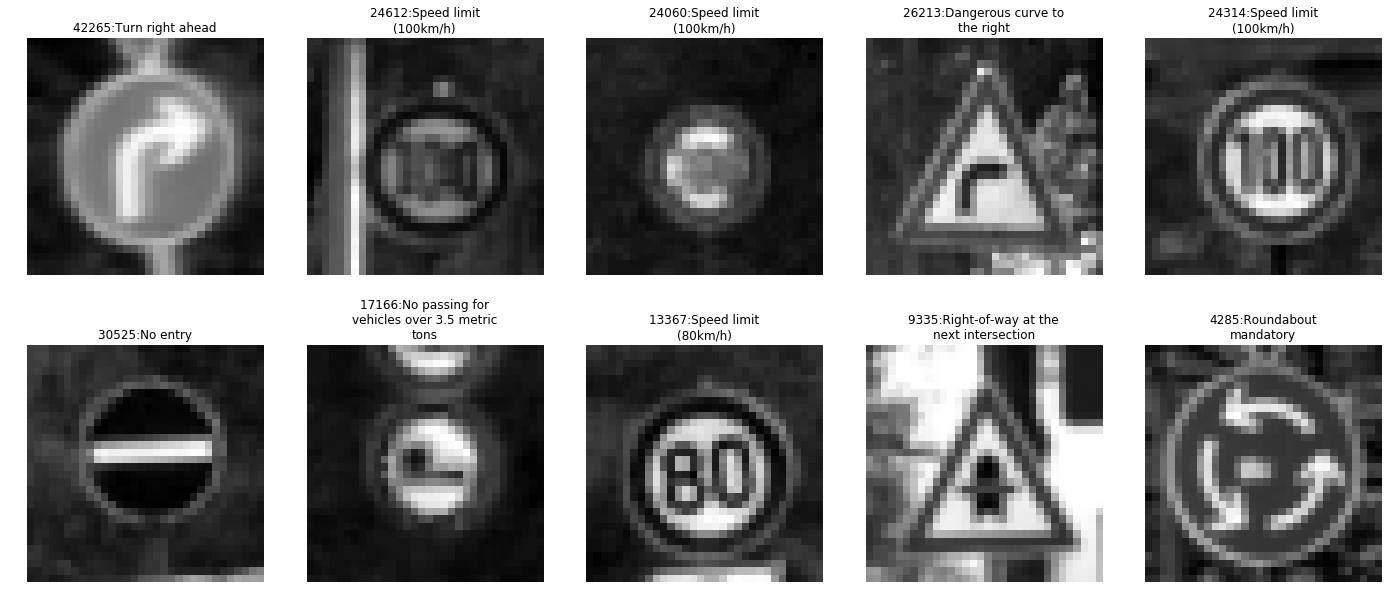 42265:Turn right ahead
24612:Speed limit
(100km/h)
24060:Speed limit
(100km/h)
26213:Dangerous curve to
the right
24314:Speed limit
(100km/h)
100
30525:No entry
17166:No passing for
vehicles over 3.5 metric
tons
13367:Speed limit
(80km/h)
80
9335:Right-of-way at the
next intersection
4285:Roundabout
mandatory